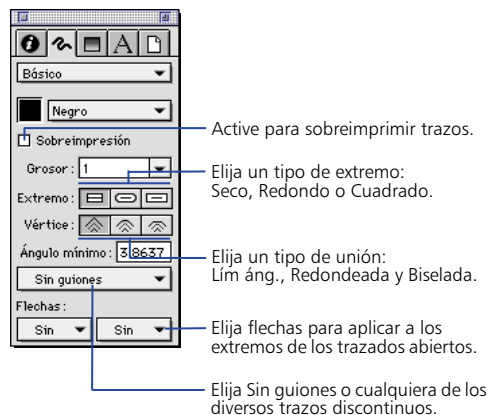 Básico
Negro
Sobreimpresión
Grosor: 1
Extremo:
Vértice:
Ángulo mínimo: 3.8637
Sin guiones
Flechas:
Sin Sin
Active para sobreimprimir trazos.
Elija un tipo de extremo:
Seco, Redondo o Cuadrado.
Elija un tipo de unión:
Lím áng., Redondeada y Biselada.
Elija flechas para aplicar a los
extremos de los trazados abiertos.
Elija Sin guiones o cualquiera de los
diversos trazos discontinuos.